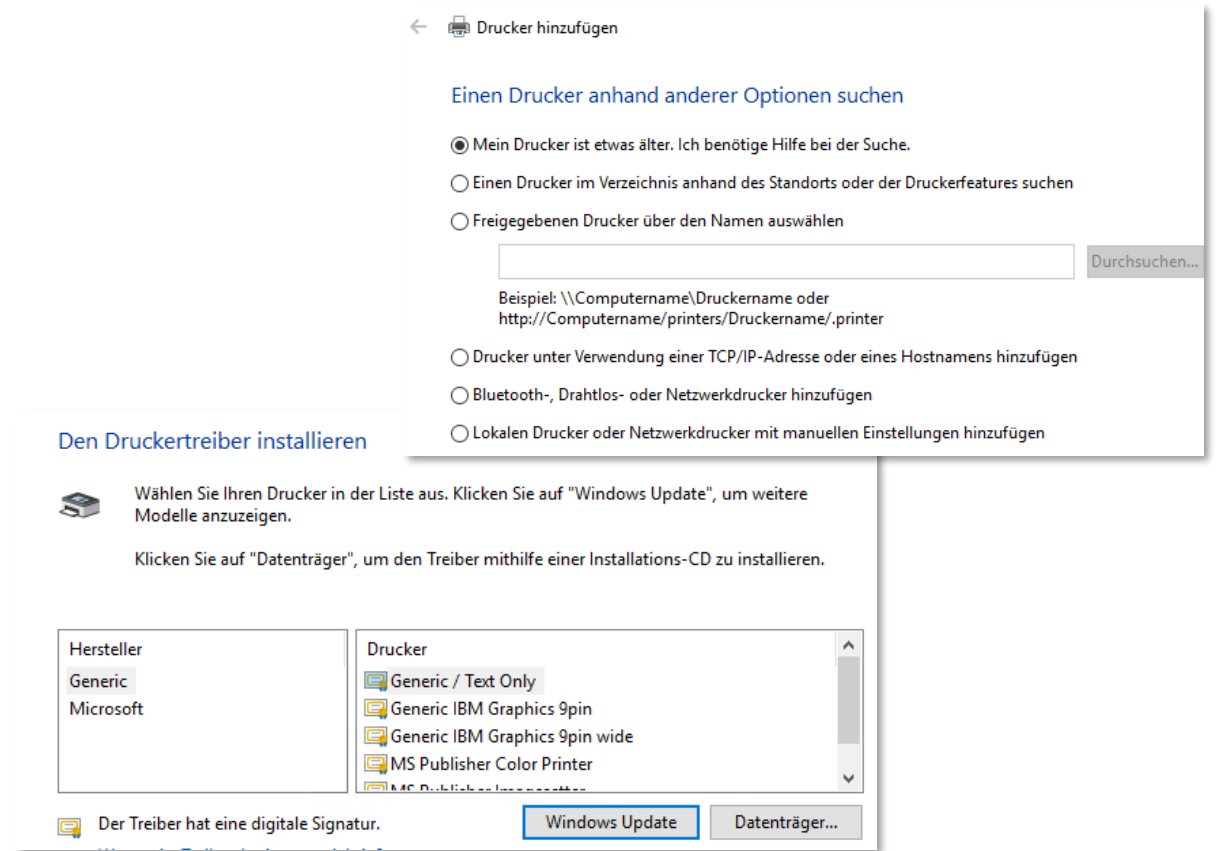 Drucker hinzufügen
Einen Drucker anhand anderer Optionen suchen
Mein Drucker ist etwas älter. Ich benötige Hilfe bei der Suche.
Einen Drucker im Verzeichnis anhand des Standorts oder der Druckerfeatures suchen
Freigegebenen Drucker über den Namen auswählen
Durchsuchen...
Beispiel: \\Computername\Druckername oder
http://Computername/printers/Druckername/.printer
Drucker unter Verwendung einer TCP/IP-Adresse oder eines Hostnamens hinzufügen
Bluetooth-, Drahtlos- oder Netzwerkdrucker hinzufügen
Lokalen Drucker oder Netzwerkdrucker mit manuellen Einstellungen hinzufügen
Den Druckertreiber installieren
Wählen Sie Ihren Drucker in der Liste aus. Klicken Sie auf "Windows Update", um weitere
Modelle anzuzeigen.
Klicken Sie auf "Datenträger", um den Treiber mithilfe einer Installations-CD zu installieren.
Hersteller
Generic
Microsoft
Drucker
Generic / Text Only
Generic IBM Graphics 9pin
Generic IBM Graphics 9pin wide
MS Publisher Color Printer
MS Publisher
Der Treiber hat eine digitale Signatur.
Windows Update
Datenträger...